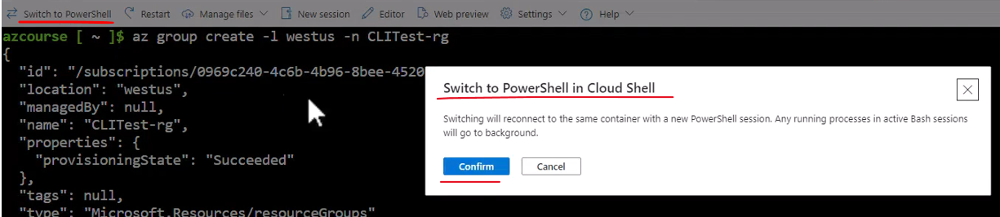 Switch to PowerShell Restart Manage files New session Editor Web preview Settings Help
azcourse [ ~ ]$ az group create -l westus -n CLITest-rg
{
"id": "/subscriptions/0969c240-4c6b-4b96-8bee-4520
"location": "westus",
"managedBy": null,
"name": "CLITest-rg",
"properties": {
"provisioningState": "Succeeded"
},
"tags": null,
"type": "Microsoft.Resources/resourceGroups"
Switch to PowerShell in Cloud Shell
Switching will reconnect to the same container with a new PowerShell session. Any running processes in active Bash sessions
will go to background.
Confirm Cancel